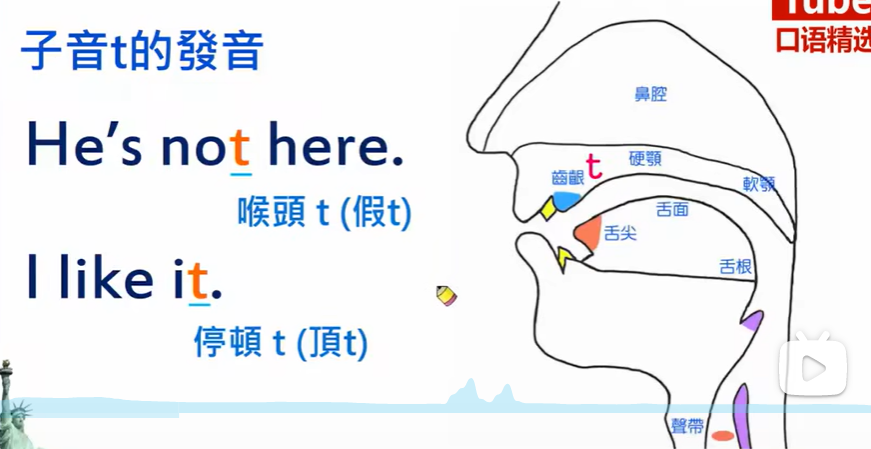 Tube
口语精选
子音t的發音
He's not here.
喉頭 t (假t)
I like it.
停頓 t (頂t)
鼻腔
t
硬顎
齒齦
軟顎
舌面
舌尖
舌根
聲帶